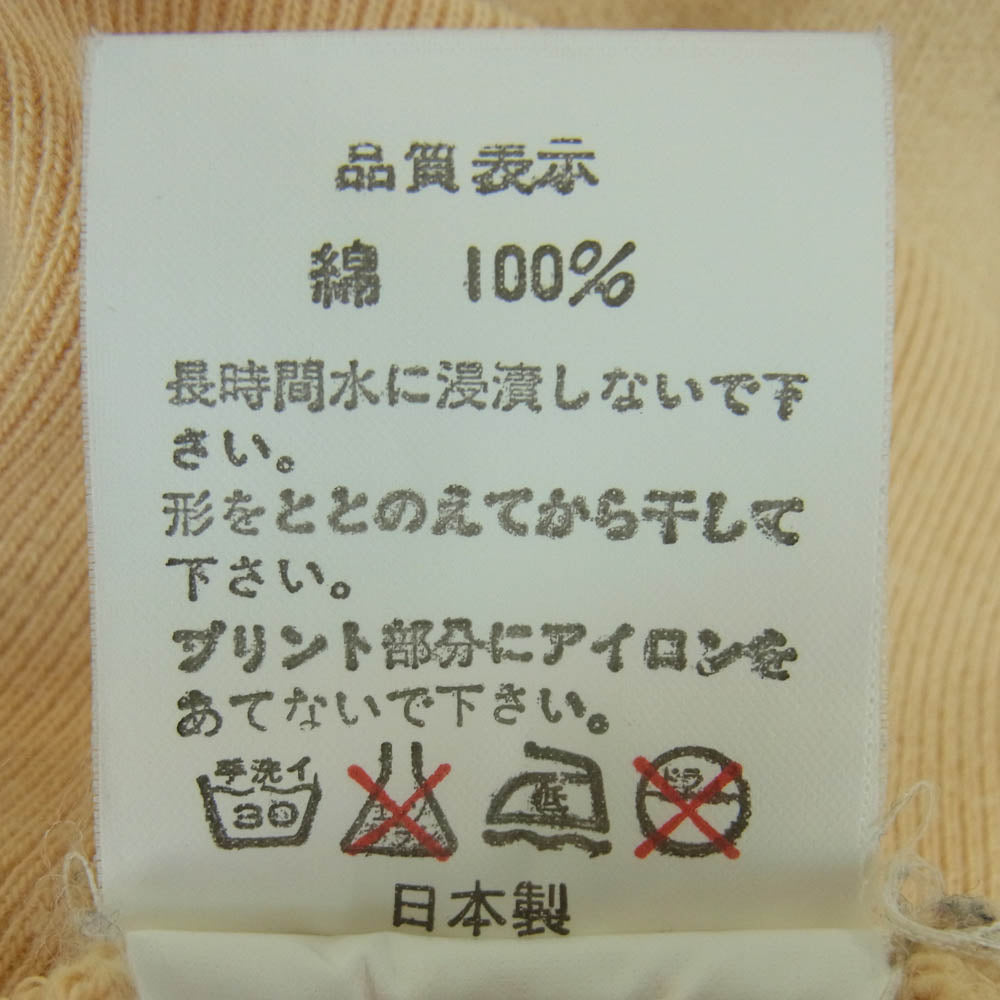 品質表示
綿 100%
長時間水に浸漬しないで下
さい。
形をととのえてから干して
下さい。
プリント部分にアイロンを
あてないで下さい。
手洗イ 30
低
ドライ
日本製